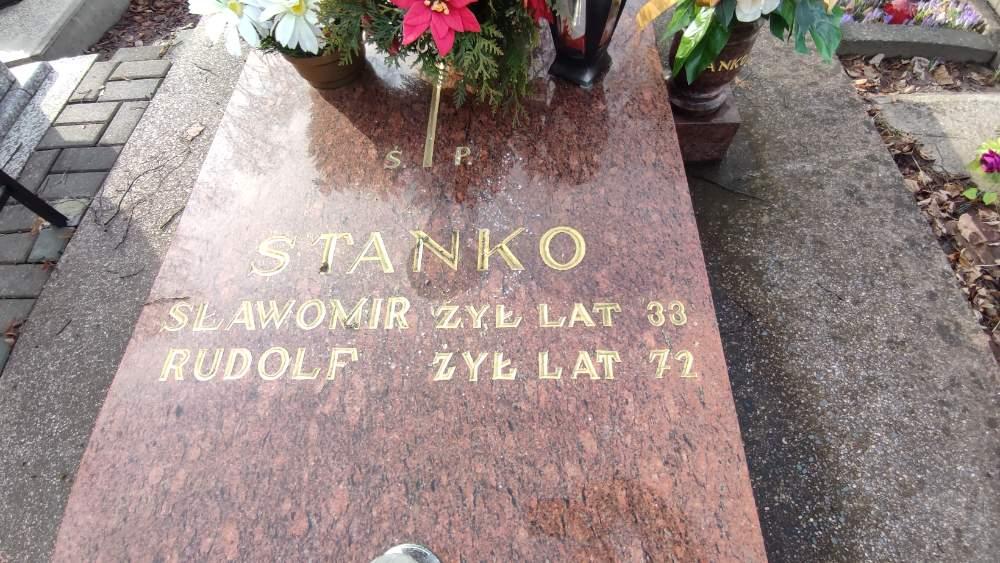 Ś P
STANKO
SŁAWOMIR ŻYŁ LAT 33
RUDOLF ŻYŁ LAT 72